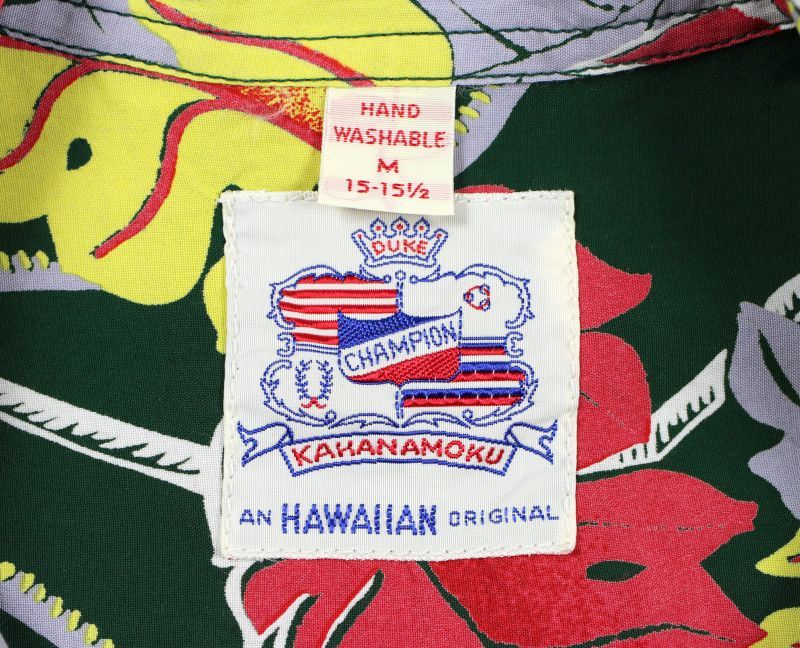 HAND
WASHABLE
M
15-15½
DUKE
CHAMPION
KAHANAMOKU
AN HAWAIIAN ORIGINAL